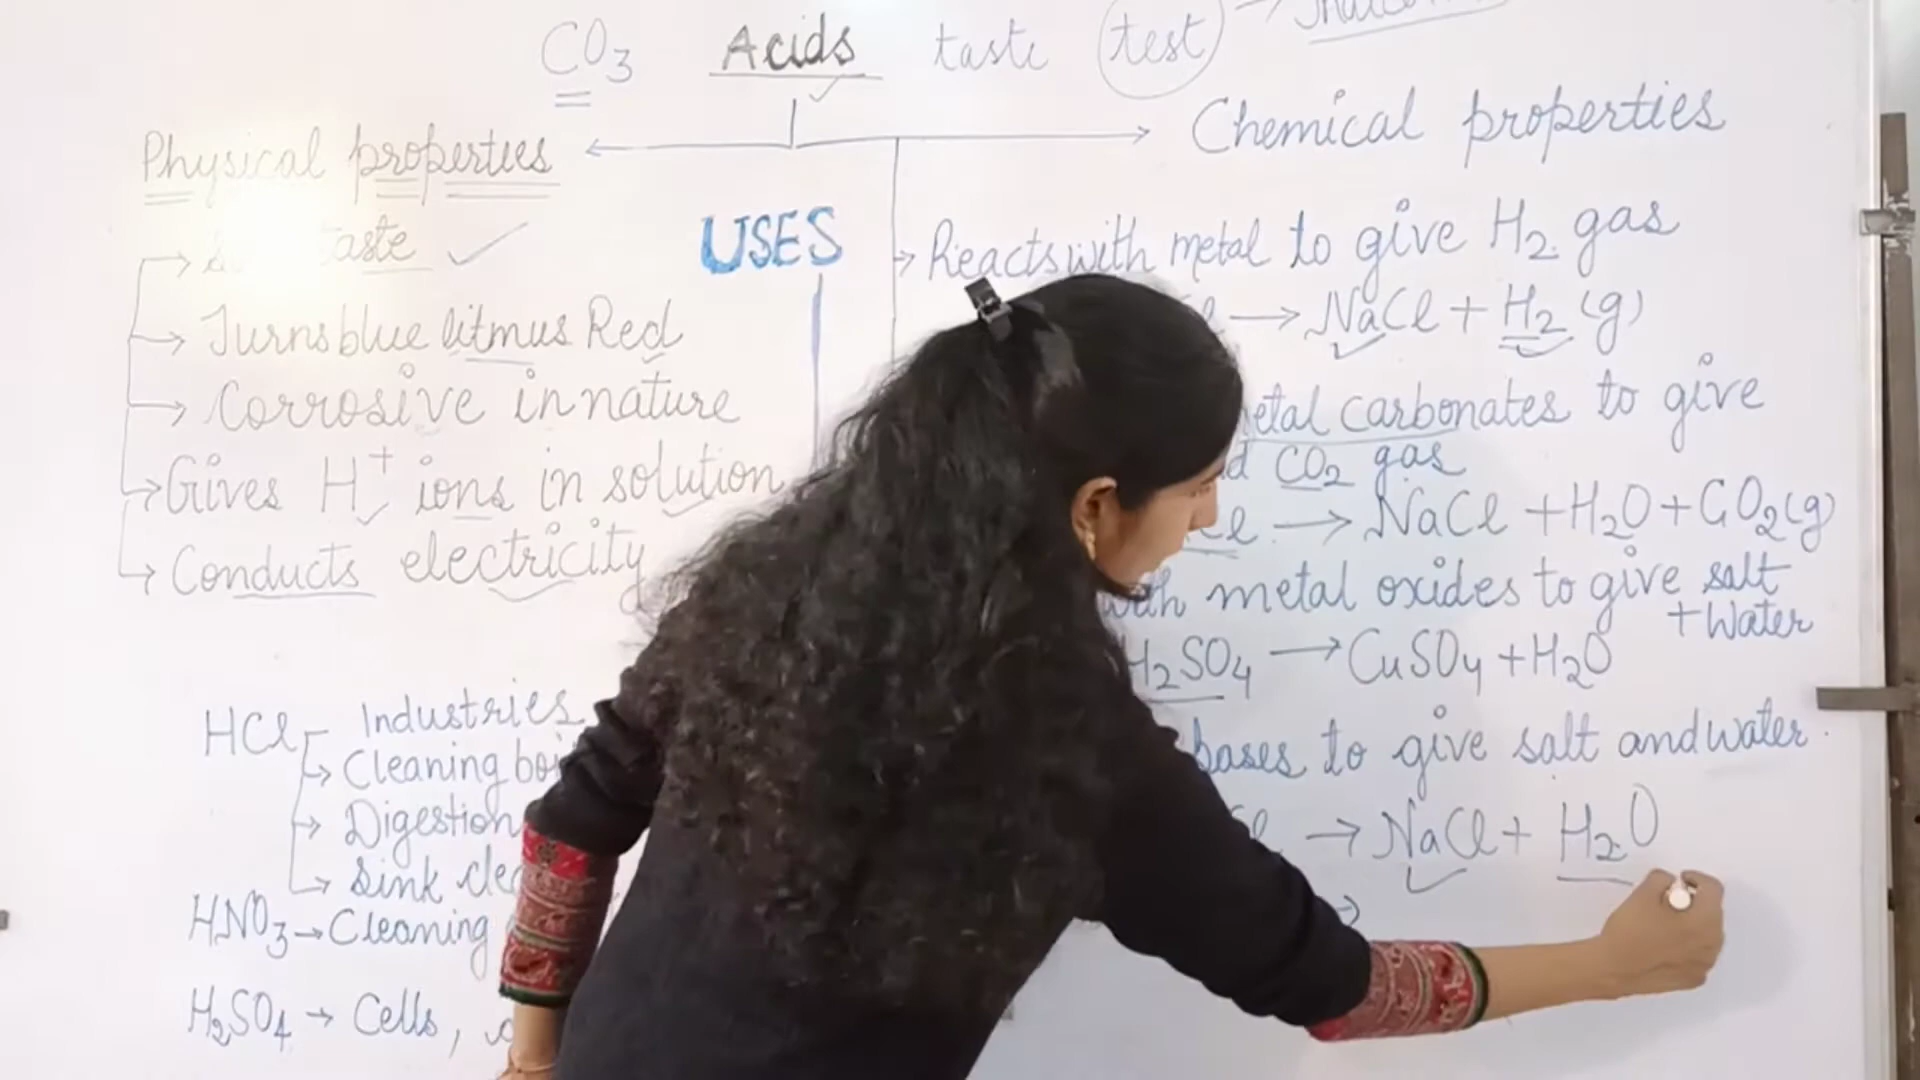 CO3 Acids taste test →
Physical properties
Chemical properties
taste ✓
Turns blue litmus Red
Corrosive in nature
Gives H+ ions in solution
Conducts electricity
USES
Reacts with metal to give H2 gas
→ NaCl + H2 (g)
metal carbonates to give
CO2 gas
→ NaCl + H2O + CO2(g)
with metal oxides to give salt
+ Water
H2SO4 → CuSO4 + H2O
bases to give salt and water.
→ NaCl + H2O
→
HCl Industries
→ Cleaning
→ Digestion
→ Sink
HNO3 → Cleaning
H2SO4 → Cells,